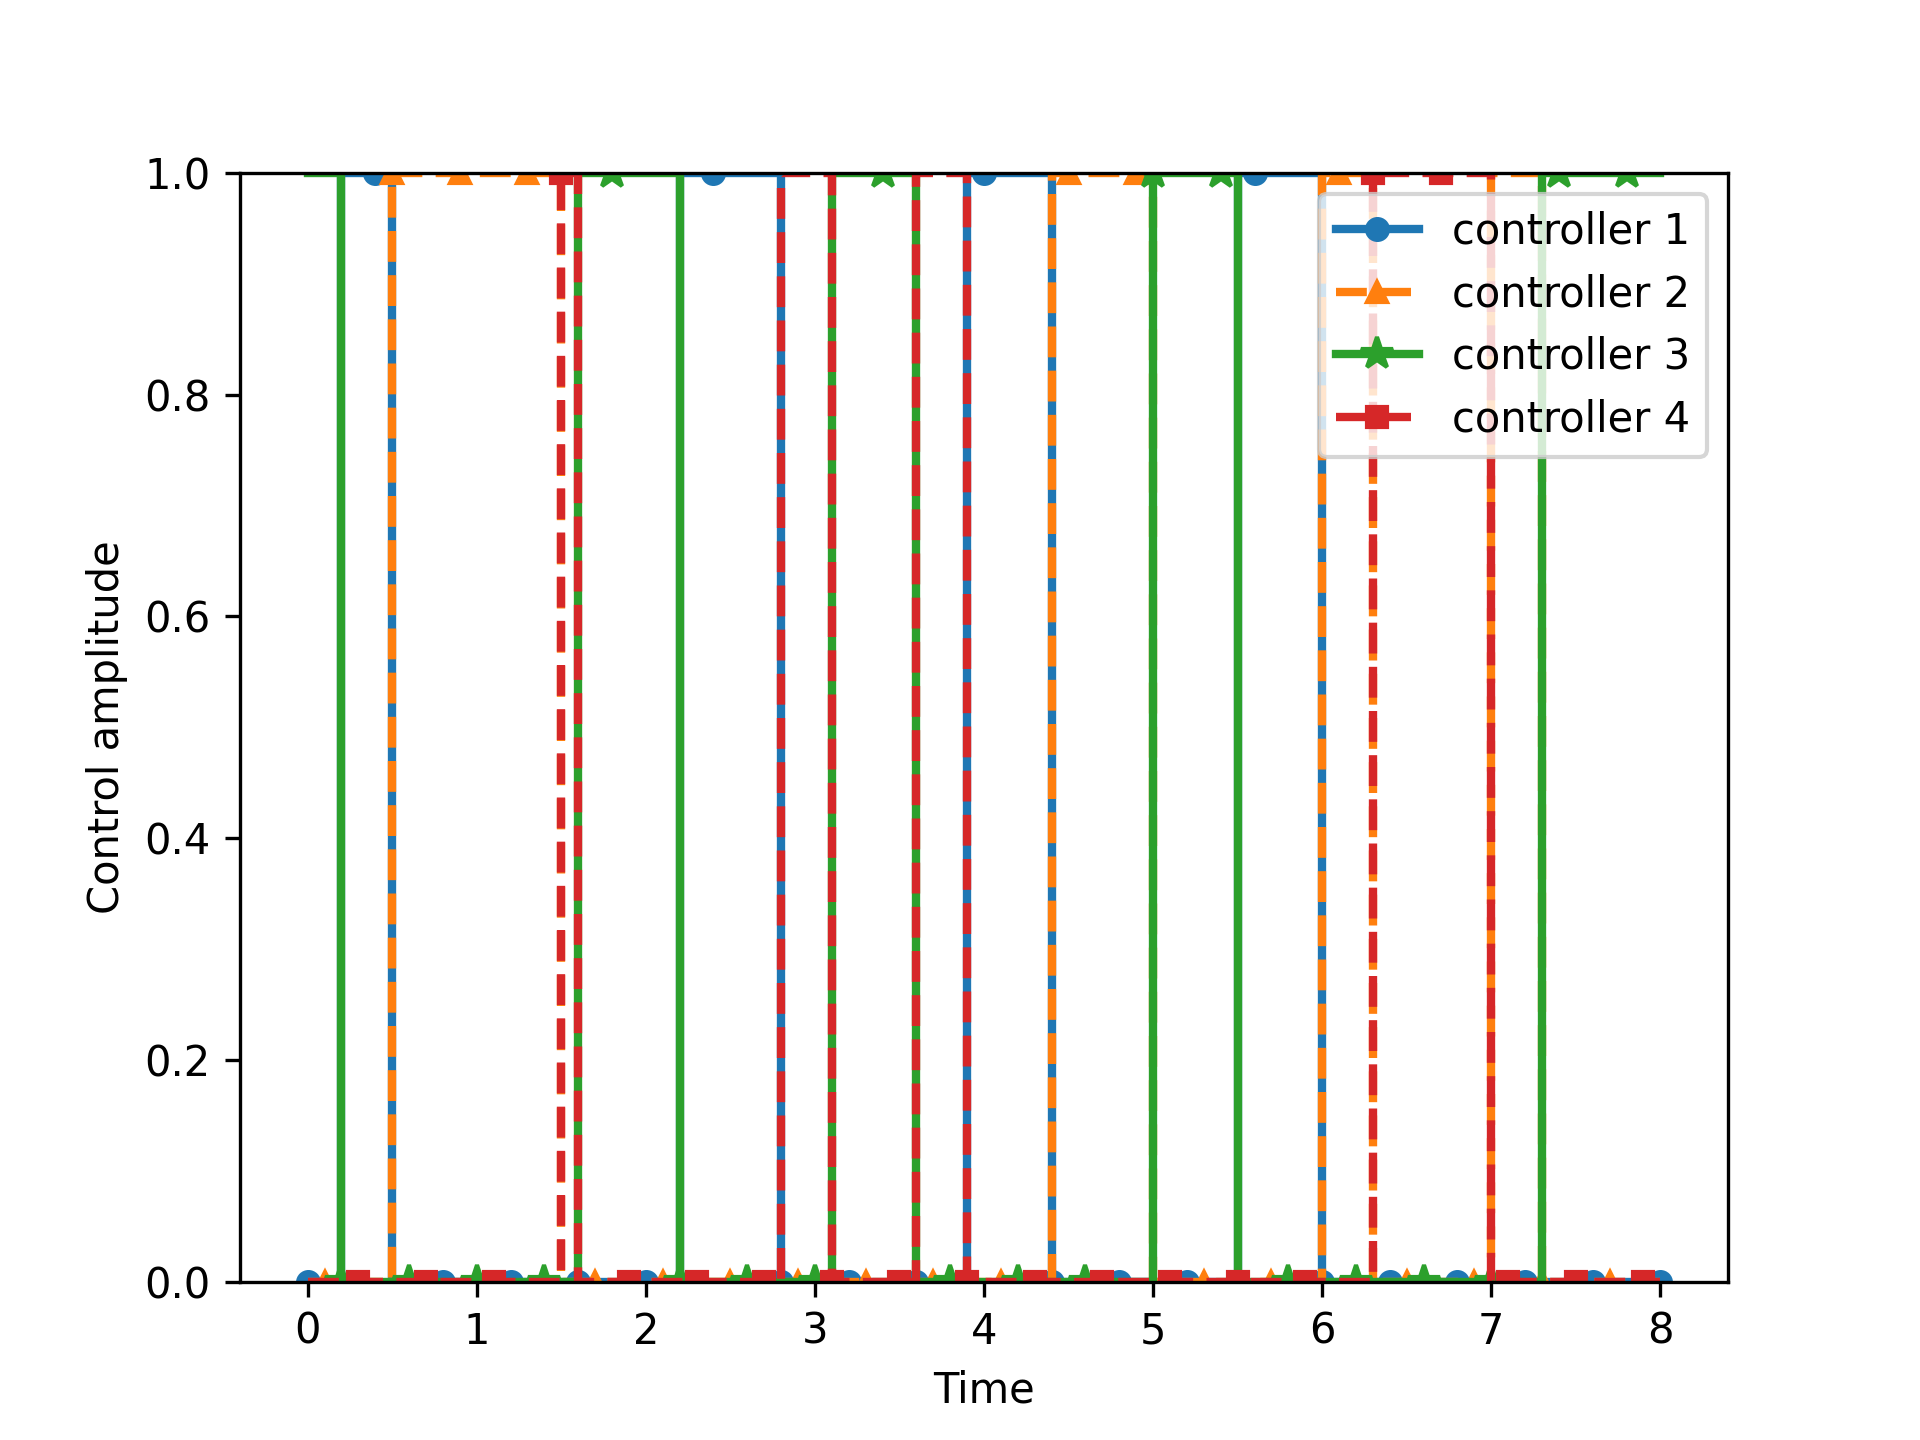 1.0
0.8
0.6
0.4
0.2
0.0
Control amplitude
controller 1
controller 2
controller 3
controller 4
0 1 2 3 4 5 6 7 8
Time